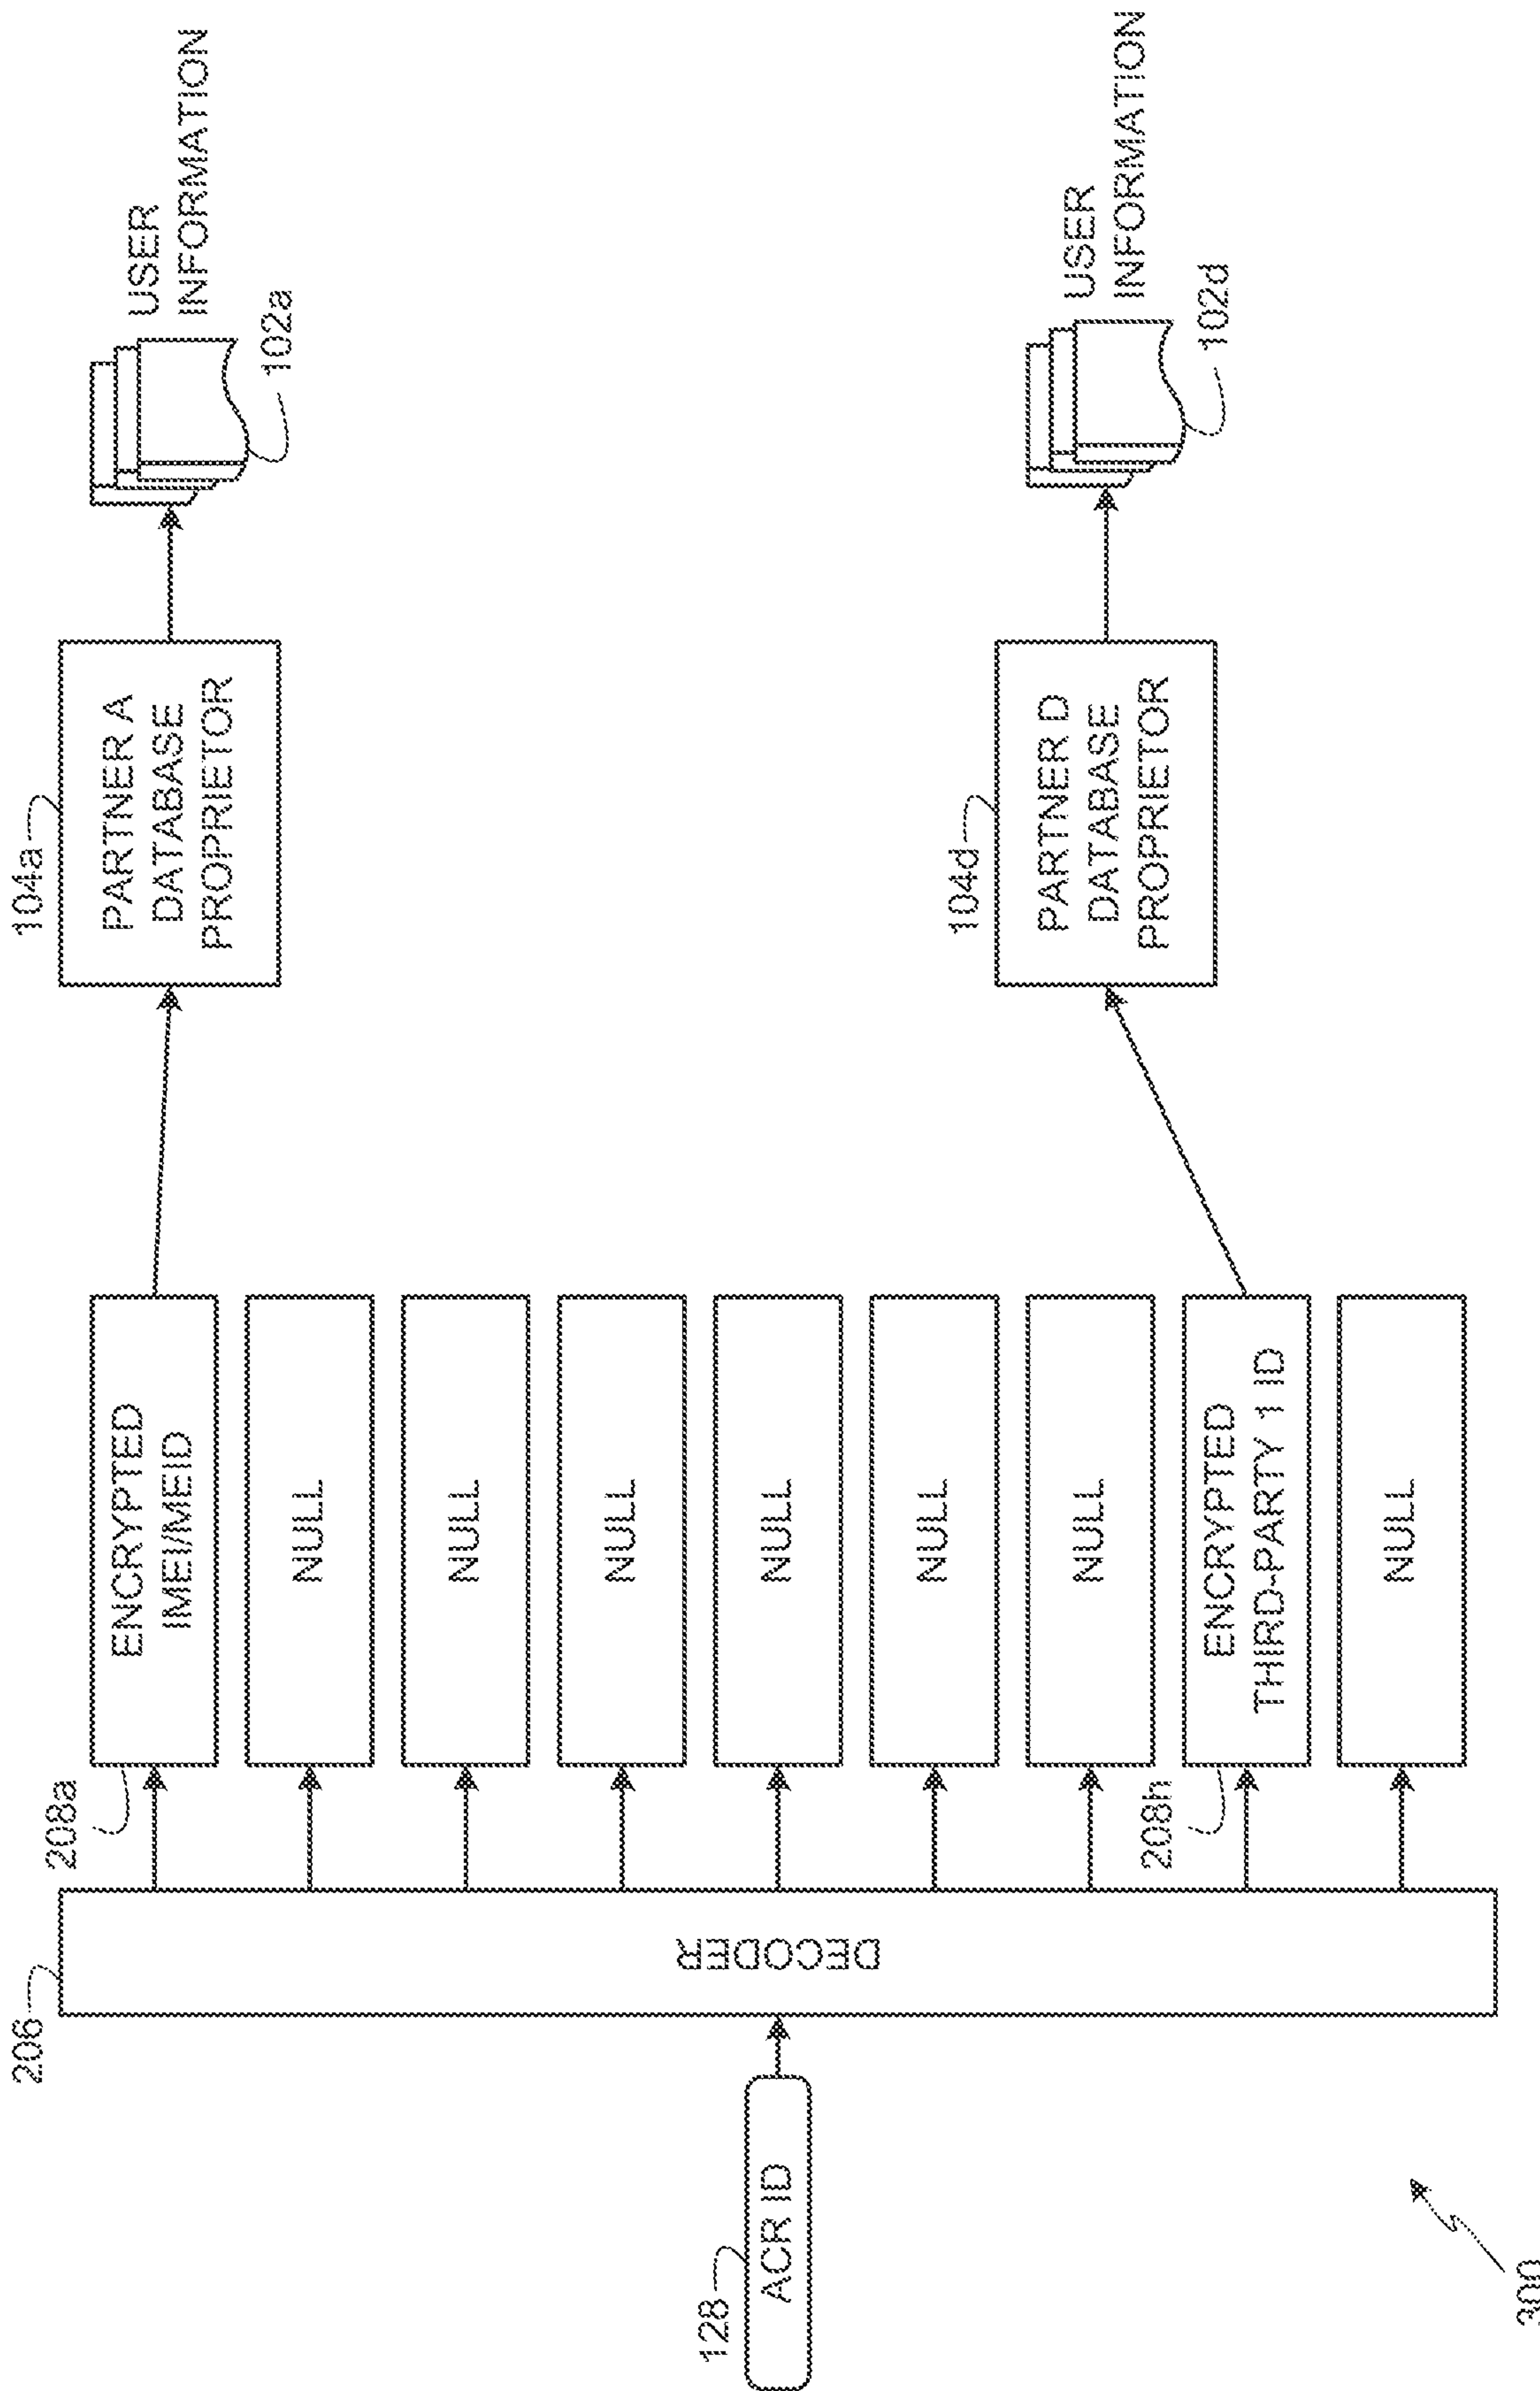 300
128
ACR ID
206
DECODER
208a
ENCRYPTED
IMEI/MEID
NULL
NULL
NULL
NULL
NULL
NULL
208h
ENCRYPTED
THIRD-PARTY 1 ID
NULL
104a
PARTNER A
DATABASE
PROPRIETOR
104d
PARTNER D
DATABASE
PROPRIETOR
102a
USER
INFORMATION
102d
USER
INFORMATION